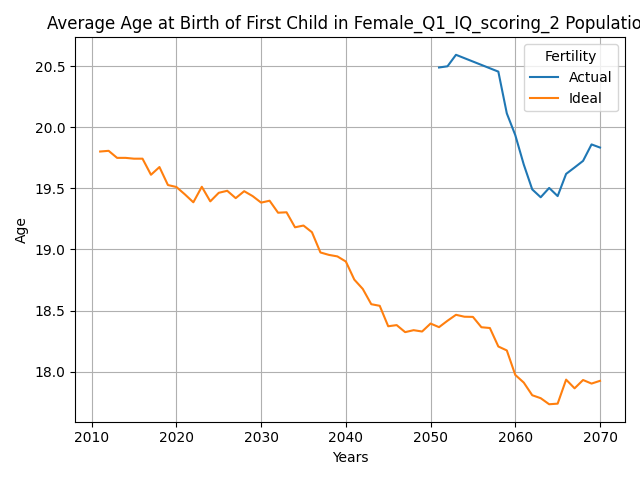 Average Age at Birth of First Child in Female_Q1_IQ_scoring_2 Populatio
Fertility
Actual
Ideal
20.5
20.0
19.5
19.0
18.5
18.0
Age
2010 2020 2030 2040 2050 2060 2070
Years